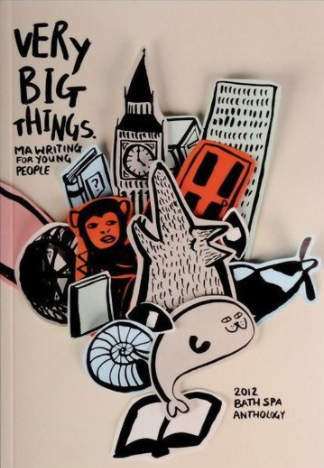 VERY
BIG
THINGS.
MA WRITING
FOR YOUNG
PEOPLE
?
2012
BATH SPA
ANTHOLOGY